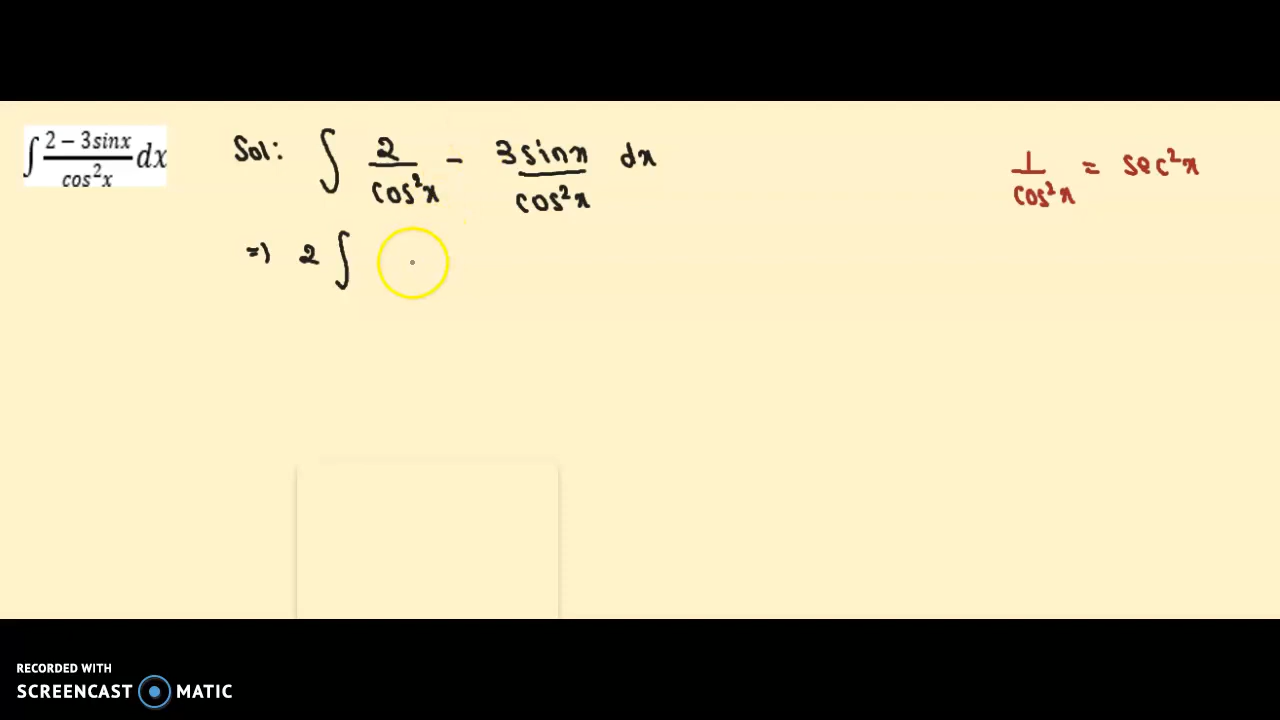 ∫ (2 − 3sinx)/(cos²x) dx
Sol: ∫ 2/cos²x − 3sinx/cos²x dx
1/cos²x = sec²x
⇒ 2 ∫
RECORDED WITH
SCREENCAST MATIC